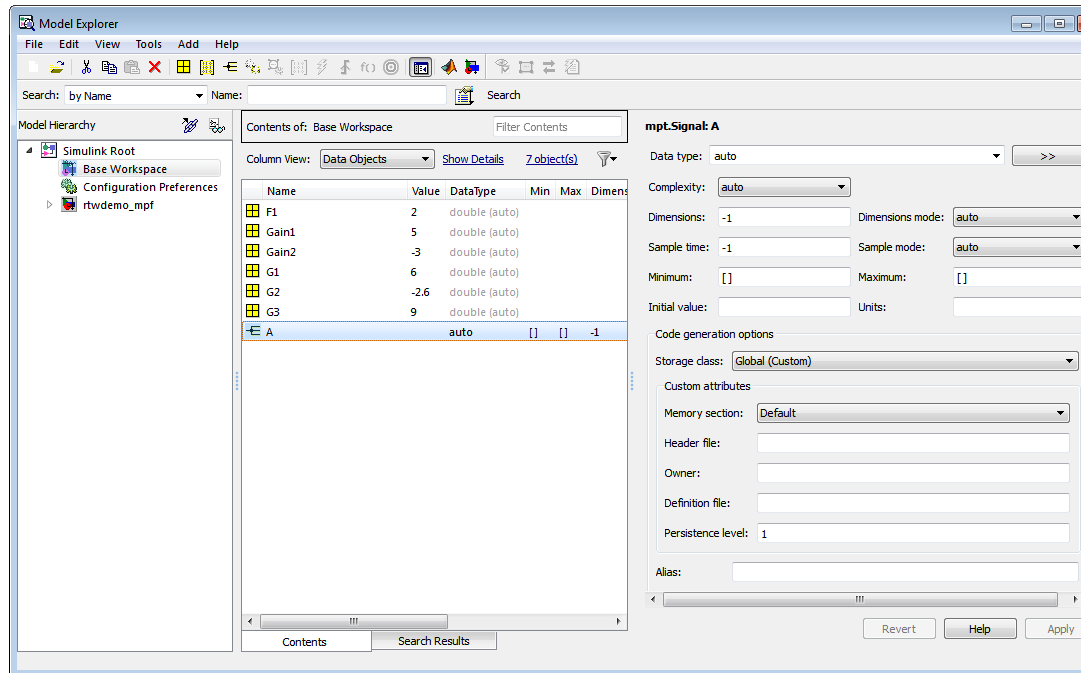 Model Explorer
File Edit View Tools Add Help
Search: by Name Name: Search
Model Hierarchy
Simulink Root
Base Workspace
Configuration Preferences
rtwdemo_mpf
Contents of: Base Workspace Filter Contents
Column View: Data Objects Show Details 7 object(s)
Name Value DataType Min Max Dimens
F1 2 double (auto)
Gain1 5 double (auto)
Gain2 -3 double (auto)
G1 6 double (auto)
G2 -2.6 double (auto)
G3 9 double (auto)
A auto [] [] -1
Contents Search Results
mpt.Signal: A
Data type: auto >>
Complexity: auto
Dimensions: -1 Dimensions mode: auto
Sample time: -1 Sample mode: auto
Minimum: [] Maximum: []
Initial value: Units:
Code generation options
Storage class: Global (Custom)
Custom attributes
Memory section: Default
Header file:
Owner:
Definition file:
Persistence level: 1
Alias:
Revert Help Apply